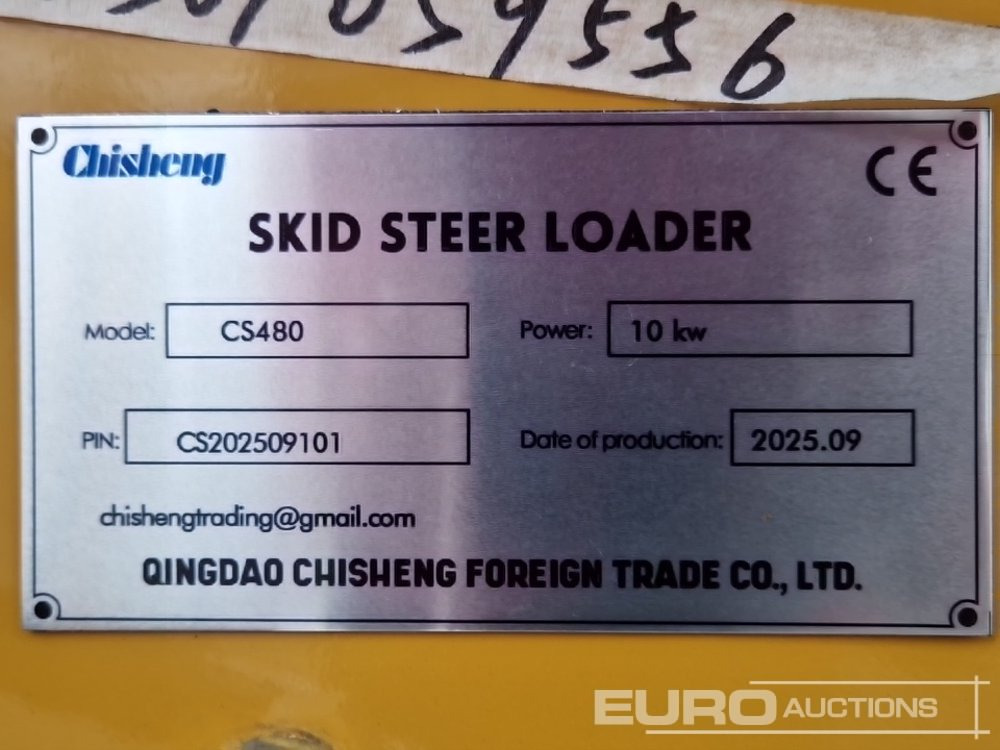 059556
Chisheng CE
SKID STEER LOADER
Model: CS480 Power: 10 kw
PIN: CS202509101 Date of production: 2025.09
chishengtrading@gmail.com
QINGDAO CHISHENG FOREIGN TRADE CO., LTD.
EURO AUCTIONS